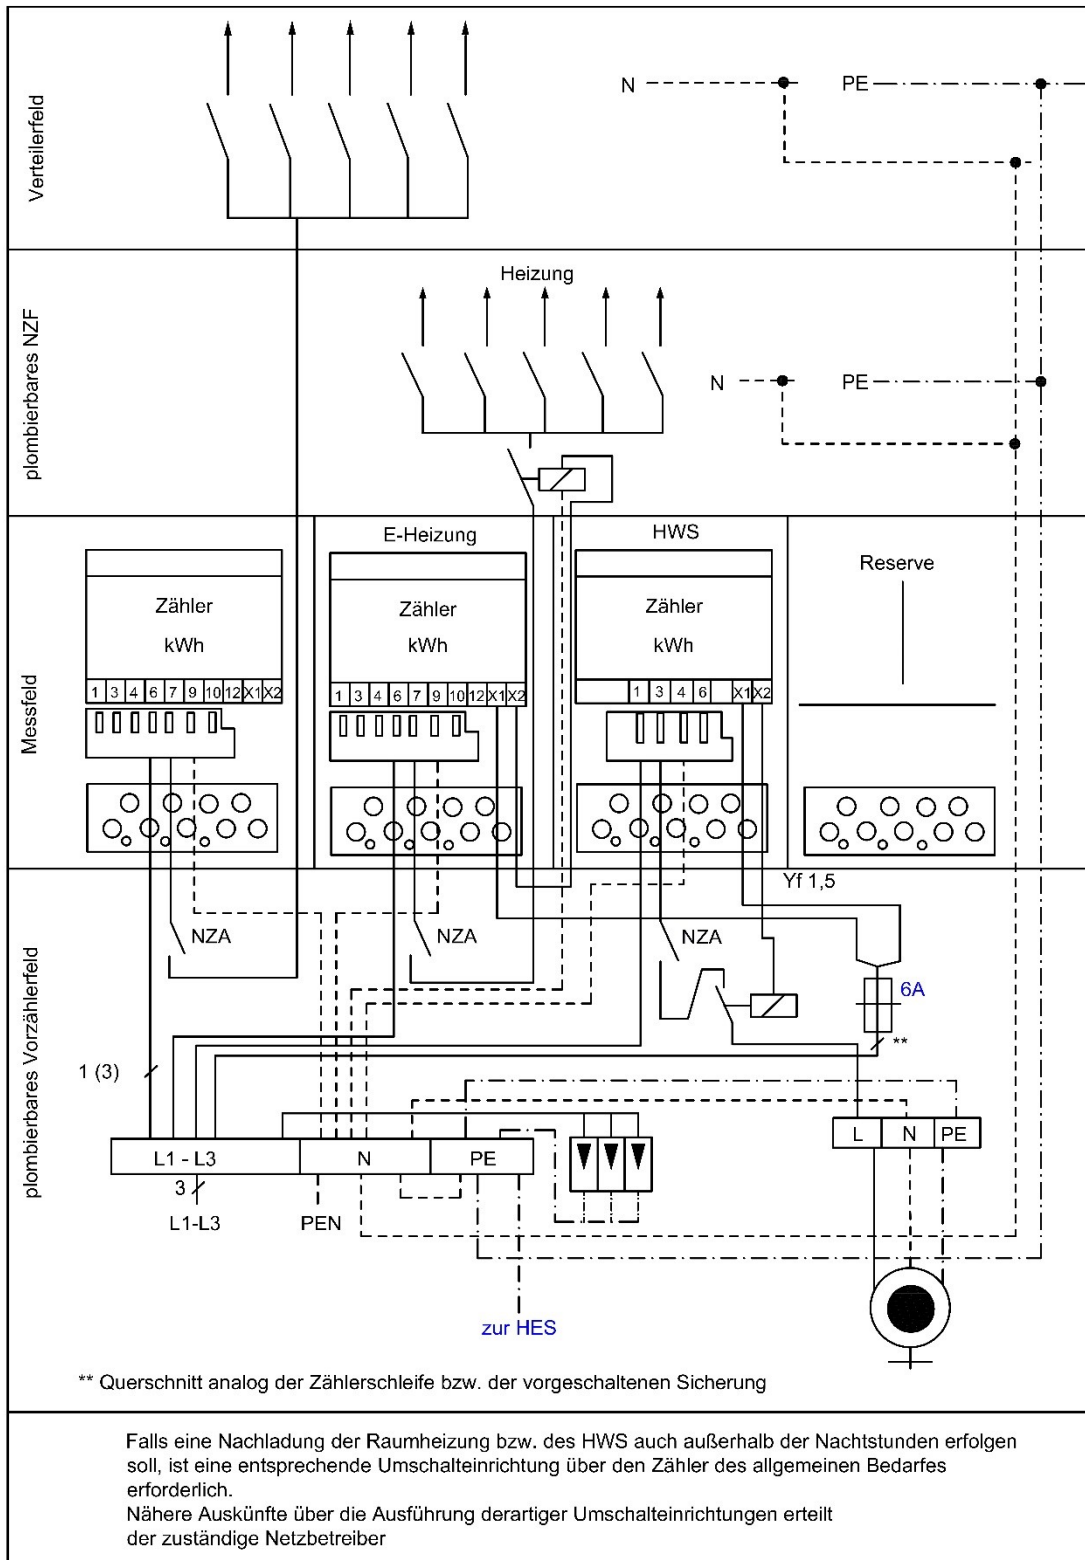 Verteilerfeld
N
PE
plombierbares NZF
Heizung
N
PE
Messfeld
E-Heizung
HWS
Reserve
Zähler
kWh
1 3 4 6 7 9 10 12 X1 X2
Zähler
kWh
1 3 4 6 7 9 10 12 X1 X2
Zähler
kWh
1 3 4 6 X1 X2
plombierbares Vorzählerfeld
Yf 1,5
NZA
NZA
NZA
6A
**
1 (3)
L1 - L3
N
PE
L
N
PE
3
L1-L3
PEN
zur HES
** Querschnitt analog der Zählerschleife bzw. der vorgeschaltenen Sicherung
Falls eine Nachladung der Raumheizung bzw. des HWS auch außerhalb der Nachtstunden erfolgen
soll, ist eine entsprechende Umschalteinrichtung über den Zähler des allgemeinen Bedarfes
erforderlich.
Nähere Auskünfte über die Ausführung derartiger Umschalteinrichtungen erteilt
der zuständige Netzbetreiber